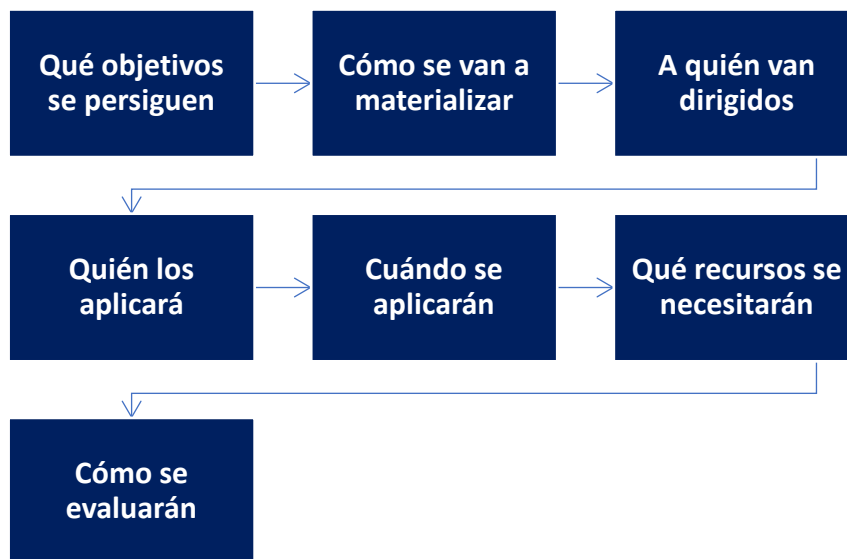 Qué objetivos
se persiguen
Cómo se van a
materializar
A quién van
dirigidos
Quién los
aplicará
Cuándo se
aplicarán
Qué recursos se
necesitarán
Cómo se
evaluarán